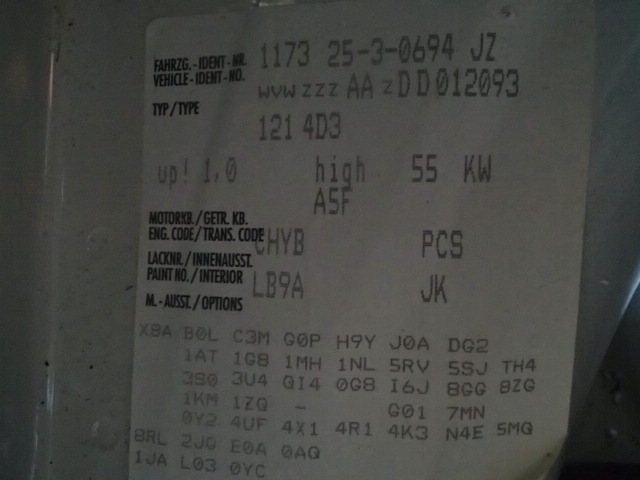 1173 25-3-0694 JZ
FAHRZG.-IDENT-NR.
VEHICLE-IDENT-NO. WVWZZZ AA Z DD012093
TYP/TYPE
121 4D3
up! 1,0 high 55 KW
A5F
MOTORKB./GETR. KB.
ENG. CODE/TRANS. CODE CHYB PCS
LACKNR./INNENAUSST.
PAINT NO./INTERIOR LB9A JK
M.-AUSST./OPTIONS
X8A B0L C3M G0P H9Y J0A DG2
1AT 1G8 1MH 1NL 5RV 5SJ TH4
3S0 3U4 QI4 0G8 I6J 8GG 8ZG
1KM 1ZQ - G01 7MN
0Y2 4UF 4X1 4R1 4K3 N4E 5MQ
8RL 2JQ E0A 0AQ
1JA L03 0YC